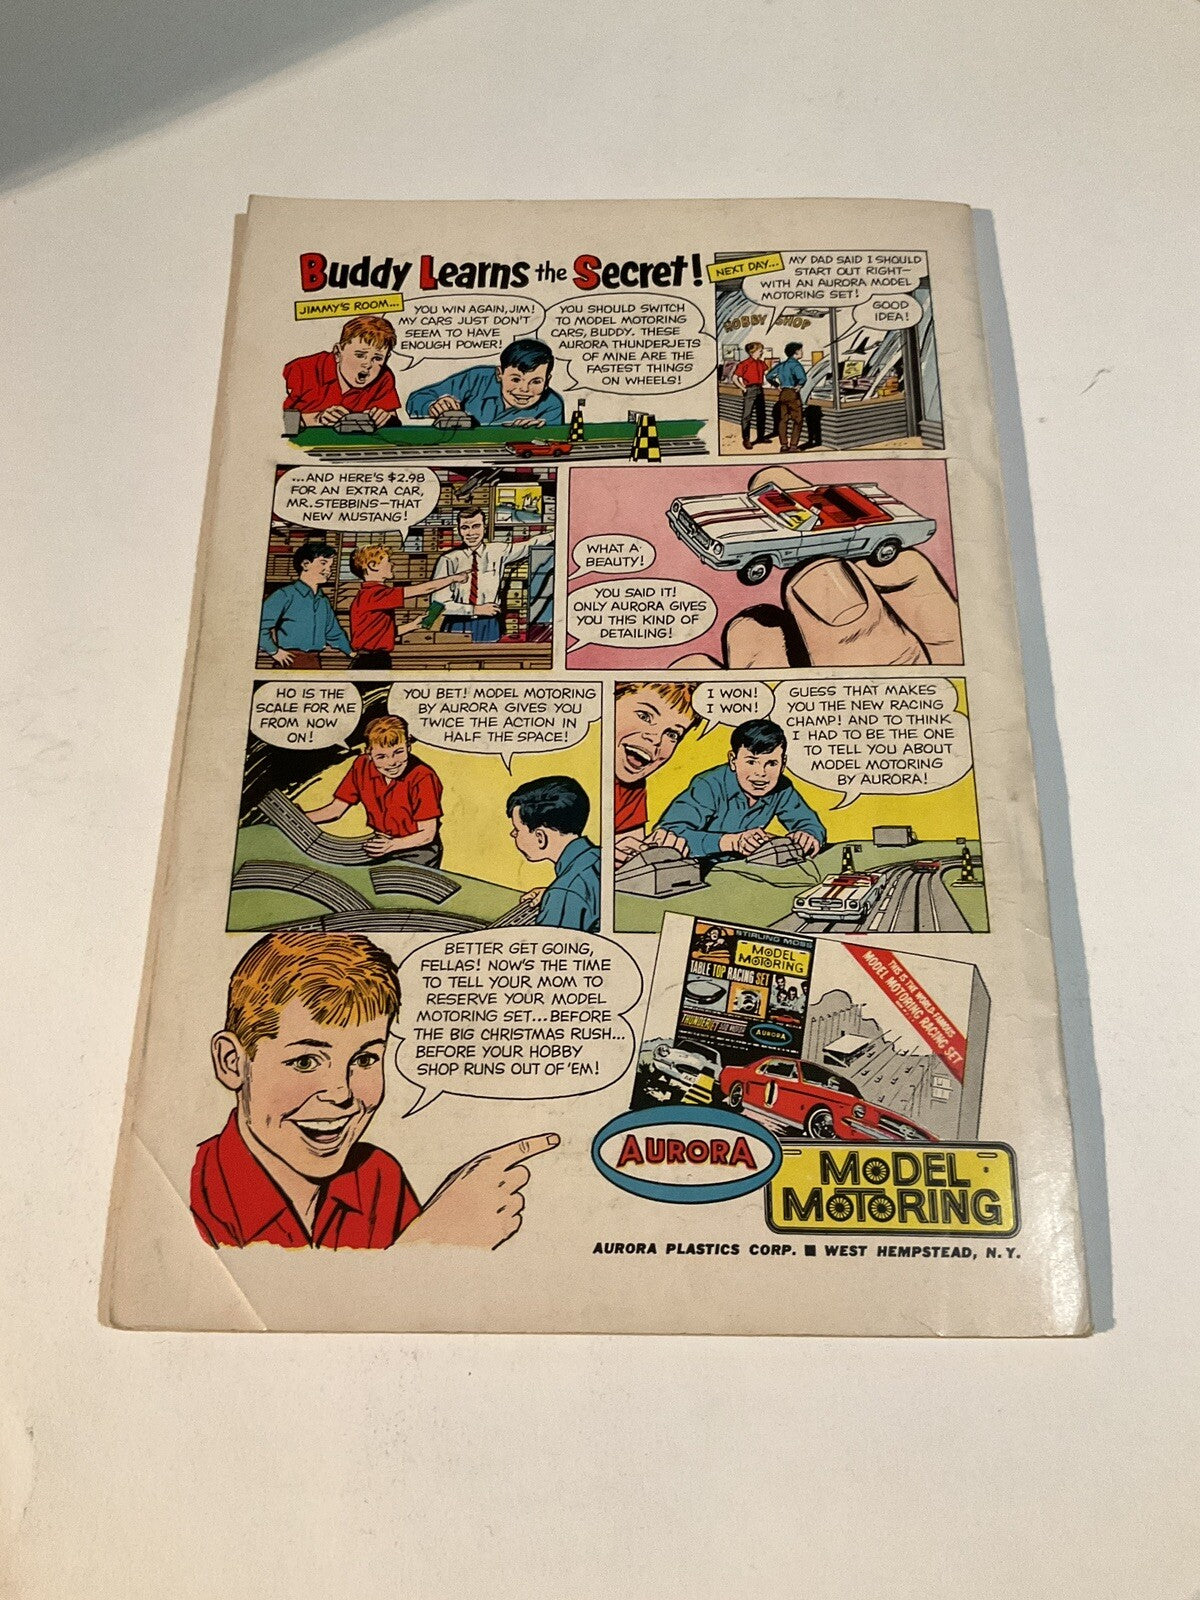 Buddy Learns the Secret!
JIMMY'S ROOM...
YOU WIN AGAIN, JIM!
MY CARS JUST DON'T
SEEM TO HAVE
ENOUGH POWER!
YOU SHOULD SWITCH
TO MODEL MOTORING
CARS, BUDDY. THESE
AURORA THUNDERJETS
OF MINE ARE THE
FASTEST THINGS
ON WHEELS!
NEXT DAY...
MY DAD SAID I SHOULD
START OUT RIGHT—
WITH AN AURORA MODEL
MOTORING SET!
GOOD
IDEA!
HOBBY SHOP
...AND HERE'S $2.98
FOR AN EXTRA CAR,
MR. STEBBINS—THAT
NEW MUSTANG!
WHAT A
BEAUTY!
YOU SAID IT!
ONLY AURORA GIVES
YOU THIS KIND OF
DETAILING!
HO IS THE
SCALE FOR ME
FROM NOW
ON!
YOU BET! MODEL MOTORING
BY AURORA GIVES YOU
TWICE THE ACTION IN
HALF THE SPACE!
I WON!
I WON!
GUESS THAT MAKES
YOU THE NEW RACING
CHAMP! AND TO THINK
I HAD TO BE THE ONE
TO TELL YOU ABOUT
MODEL MOTORING
BY AURORA!
BETTER GET GOING,
FELLAS! NOW'S THE TIME
TO TELL YOUR MOM TO
RESERVE YOUR MODEL
MOTORING SET...BEFORE
THE BIG CHRISTMAS RUSH...
BEFORE YOUR HOBBY
SHOP RUNS OUT OF 'EM!
STIRLING MOSS
MODEL
MOTORING
TABLE TOP RACING SET
AURORA
THIS IS THE WORLD-FAMOUS
MODEL MOTORING RACING SET
AURORA
MODEL
MOTORING
AURORA PLASTICS CORP. ■ WEST HEMPSTEAD, N.Y.